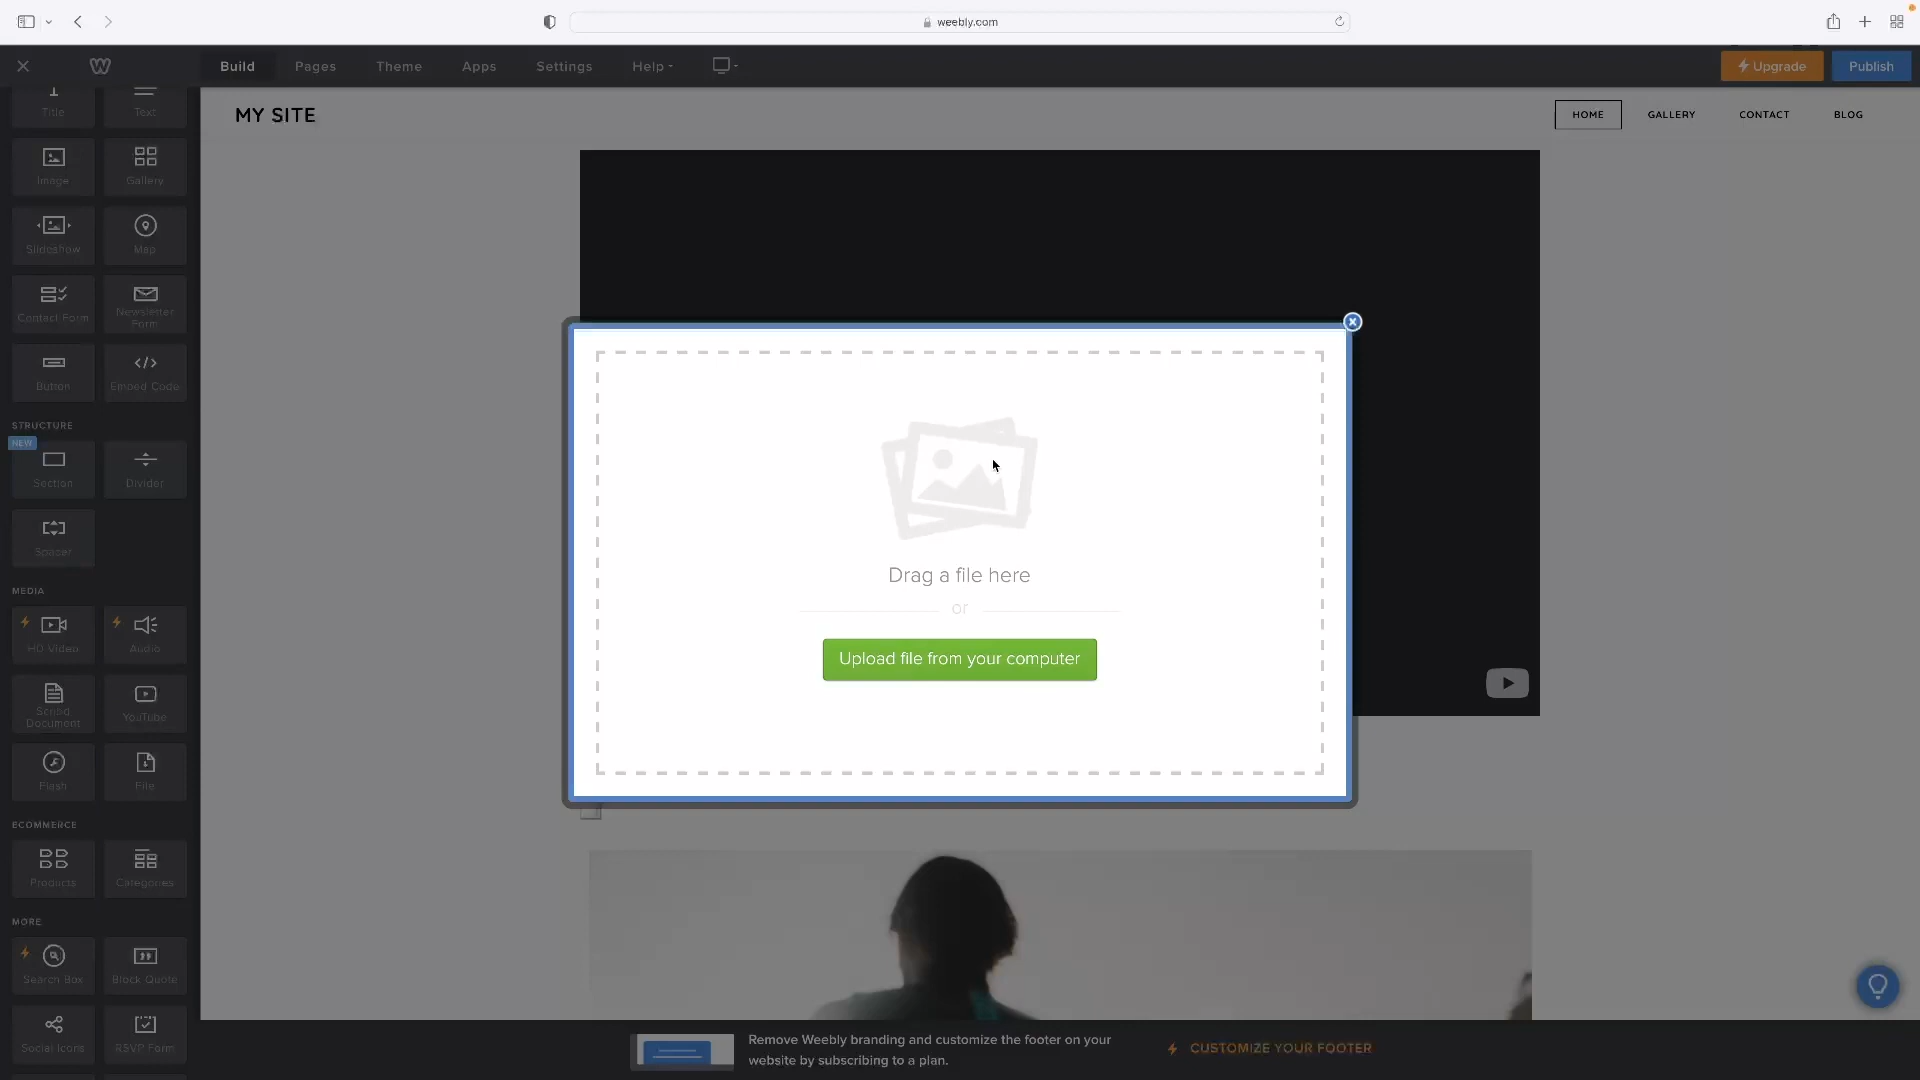 weebly.com
Build
Pages
Theme
Apps
Settings
Help
Upgrade
Publish
Title
Text
Image
Gallery
Slideshow
Map
Contact Form
Newsletter
Form
Button
Embed Code
STRUCTURE
NEW
Section
Divider
Spacer
MEDIA
HD Video
Audio
Scribd
Document
YouTube
Flash
File
ECOMMERCE
Products
Categories
MORE
Search Box
Block Quote
Social Icons
RSVP Form
MY SITE
HOME
GALLERY
CONTACT
BLOG
Drag a file here
or
Upload file from your computer
Remove Weebly branding and customize the footer on your
website by subscribing to a plan.
CUSTOMIZE YOUR FOOTER